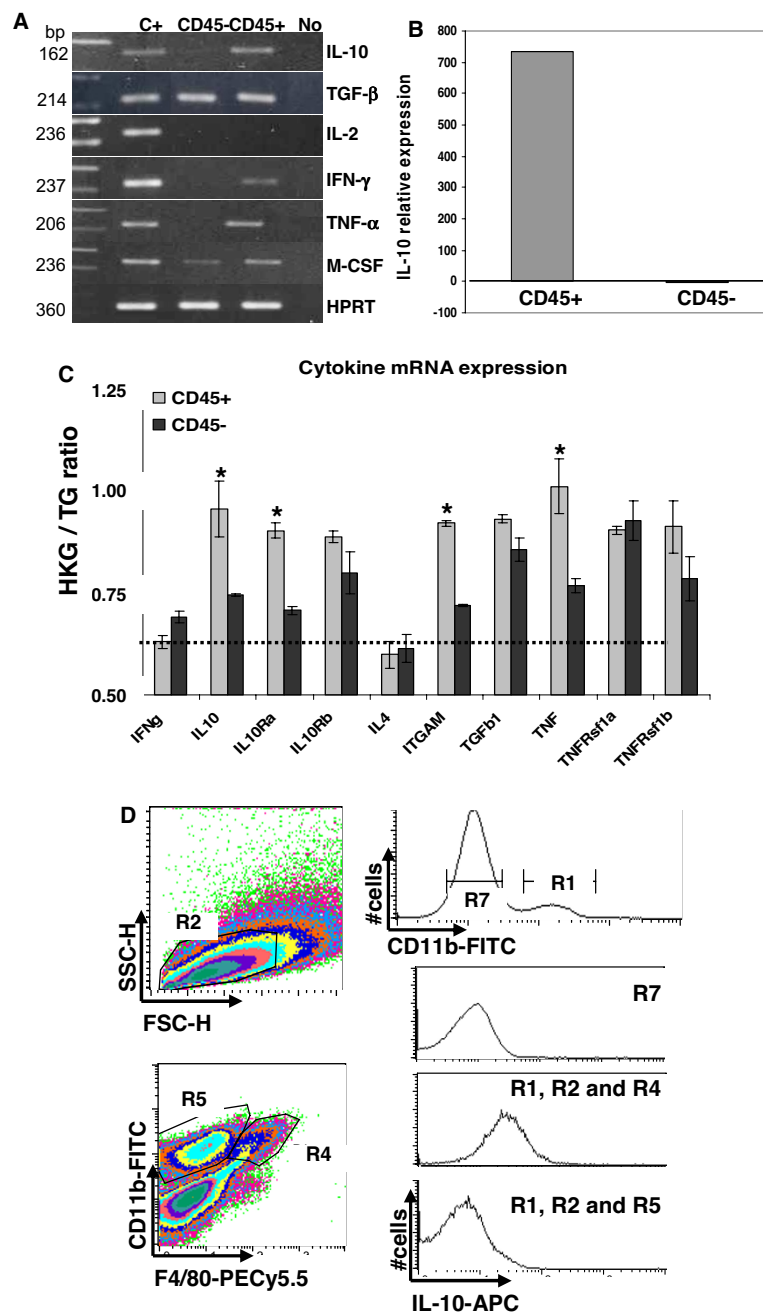 A
bp C+ CD45-CD45+ No
162 IL-10
214 TGF-β
236 IL-2
237 IFN-γ
206 TNF-α
236 M-CSF
360 HPRT
B
IL-10 relative expression
800
700
600
500
400
300
200
100
0
-100
CD45+ CD45-
C Cytokine mRNA expression
HKG / TG ratio
1.25
1.00
0.75
0.50
CD45+
CD45-
* * * *
IFNg IL10 IL10Ra IL10Rb IL4 ITGAM TGFb1 TNF TNFRsf1a TNFRsf1b
D
R2
SSC-H
FSC-H
R7 R1
#cells
CD11b-FITC
R7
R5
R4
CD11b-FITC
F4/80-PECy5.5
R1, R2 and R4
R1, R2 and R5
#cells
IL-10-APC